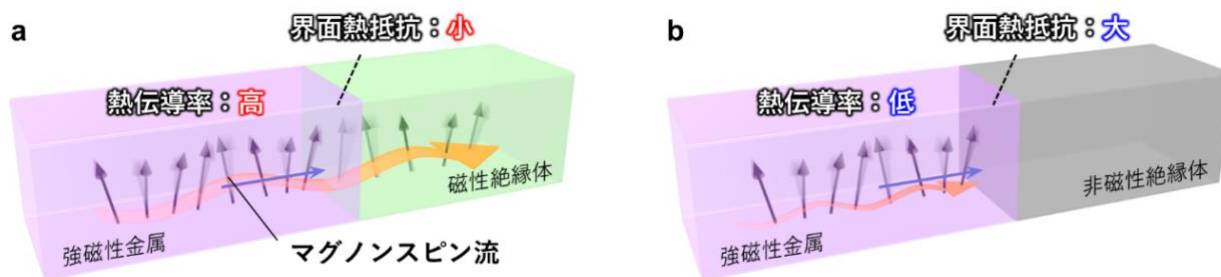 a
界面熱抵抗：小
熱伝導率：高
磁性絶縁体
強磁性金属
マグノンスピン流
b
界面熱抵抗：大
熱伝導率：低
非磁性絶縁体
強磁性金属